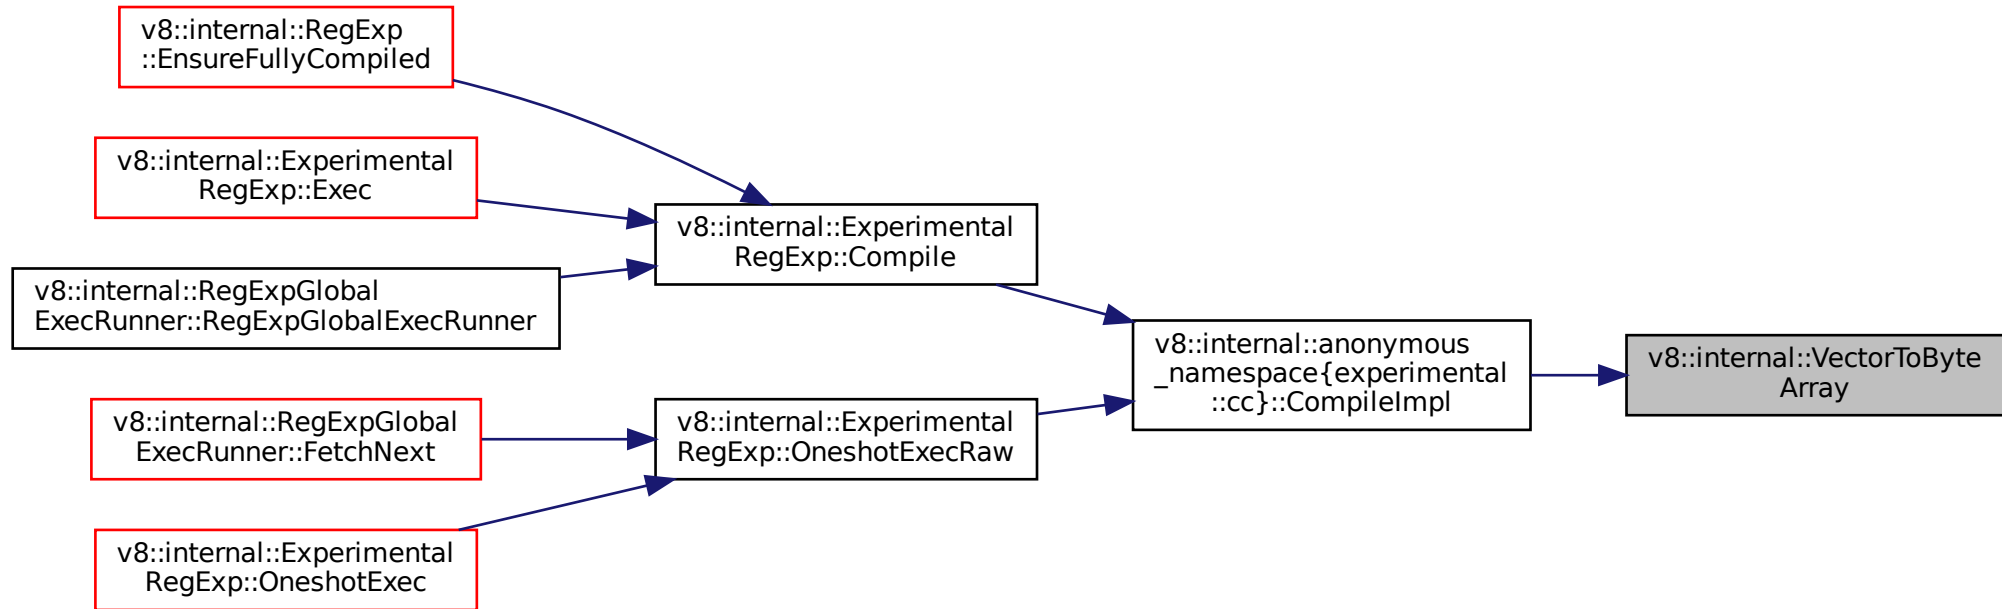 v8::internal::RegExp
::EnsureFullyCompiled
v8::internal::Experimental
RegExp::Exec
v8::internal::RegExpGlobal
ExecRunner::RegExpGlobalExecRunner
v8::internal::RegExpGlobal
ExecRunner::FetchNext
v8::internal::Experimental
RegExp::OneshotExec
v8::internal::Experimental
RegExp::Compile
v8::internal::Experimental
RegExp::OneshotExecRaw
v8::internal::anonymous
_namespace{experimental
::cc}::CompileImpl
v8::internal::VectorToByte
Array